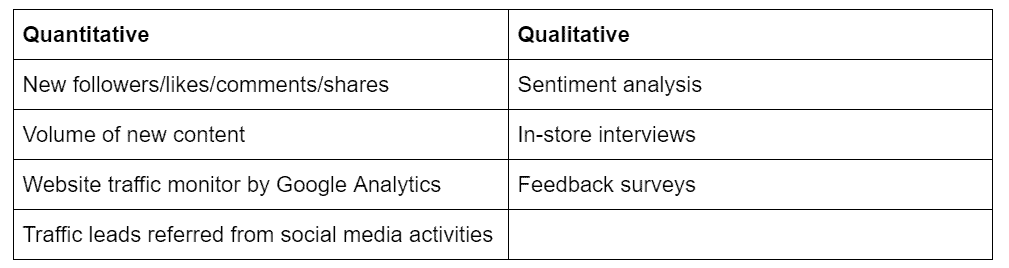 Quantitative Qualitative
New followers/likes/comments/shares Sentiment analysis
Volume of new content In-store interviews
Website traffic monitor by Google Analytics Feedback surveys
Traffic leads referred from social media activities